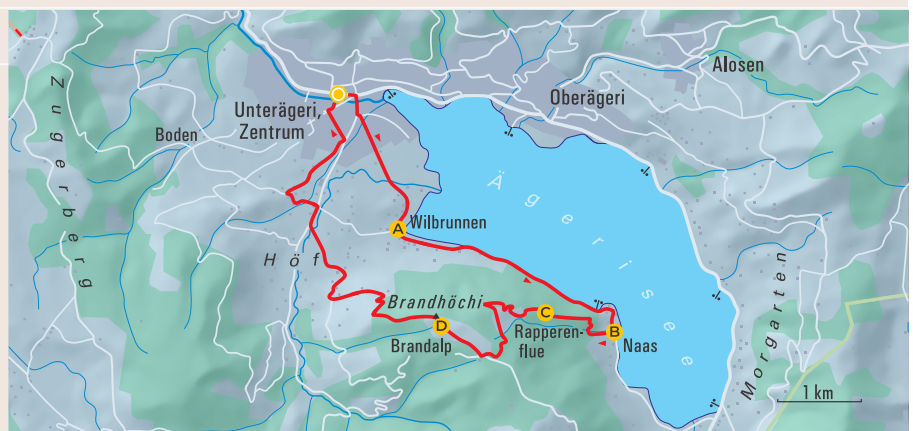 Zugerberg
Boden
Unterägeri,
Zentrum
Oberägeri
Alosen
Ägerisee
A
Wilbrunnen
Höf
Brandhöchi
D
Brandalp
C
Rapperen-
flue
B
Naas
Morgarten
1 km